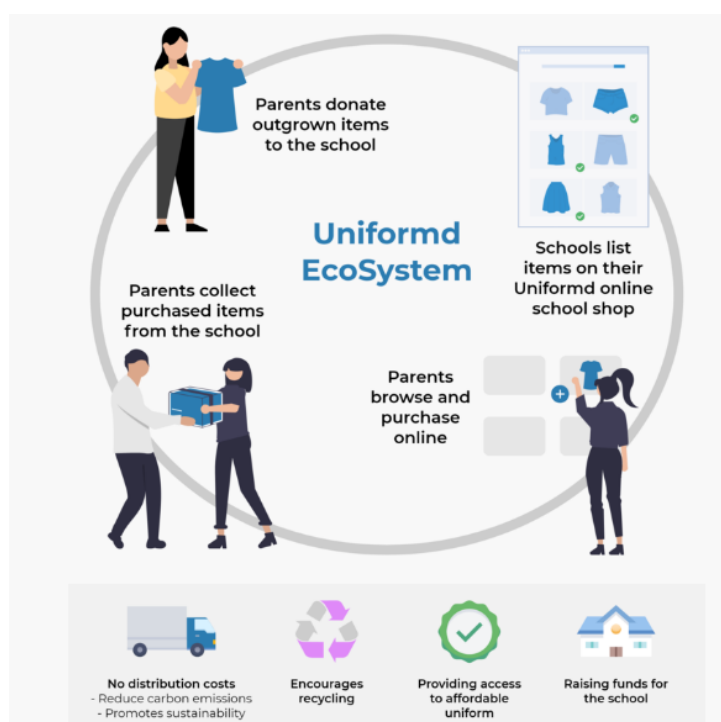 Parents donate
outgrown items
to the school
Uniformd
EcoSystem
Schools list
items on their
Uniformd online
school shop
Parents collect
purchased items
from the school
Parents
browse and
purchase
online
No distribution costs
- Reduce carbon emissions
- Promotes sustainability
Encourages
recycling
Providing access
to affordable
uniform
Raising funds for
the school